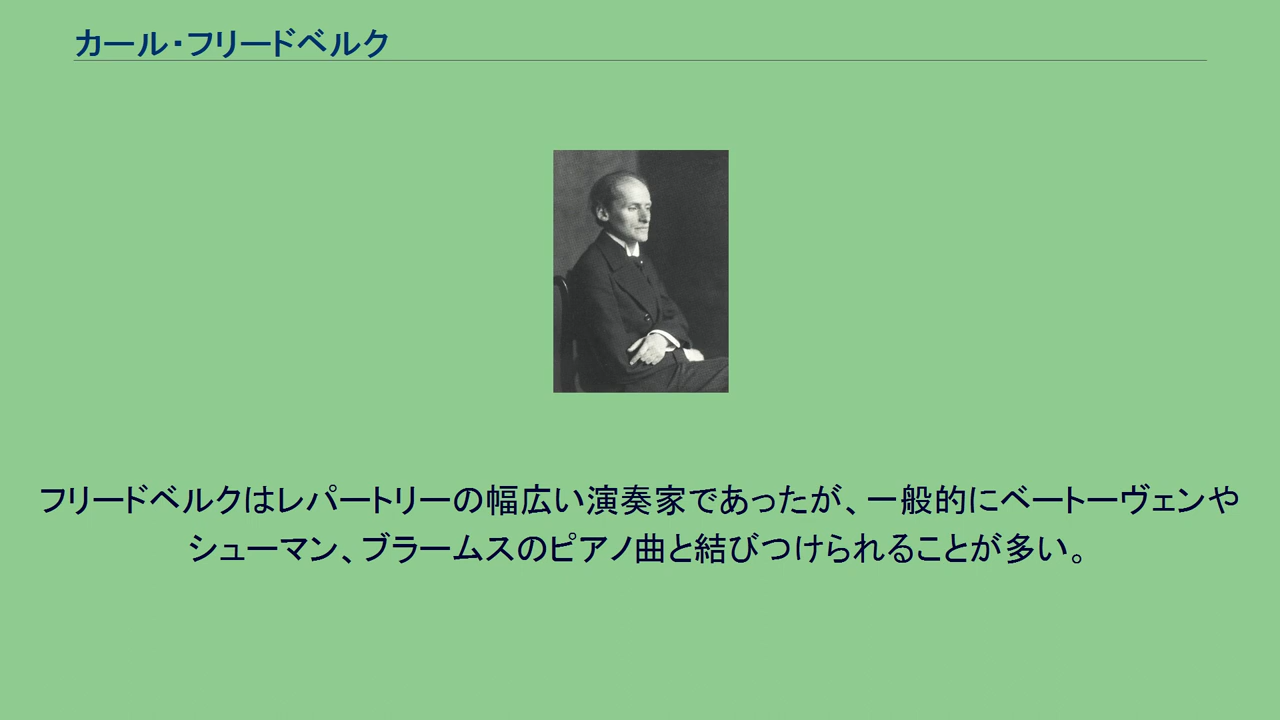 カール・フリードベルク
フリードベルクはレパートリーの幅広い演奏家であったが、一般的にベートーヴェンや
シューマン、ブラームスのピアノ曲と結びつけられることが多い。